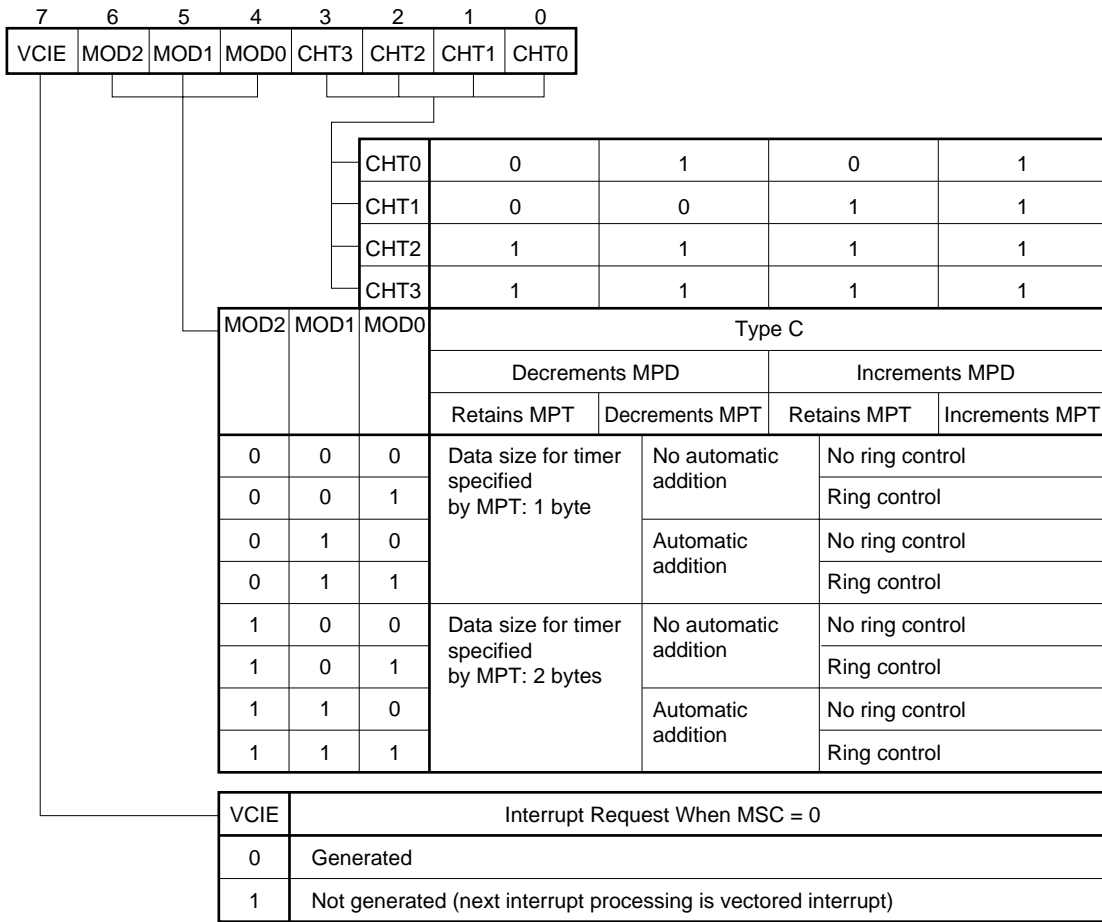 7 6 5 4 3 2 1 0
VCIE MOD2 MOD1 MOD0 CHT3 CHT2 CHT1 CHT0
CHT0 0 1 0 1
CHT1 0 0 1 1
CHT2 1 1 1 1
CHT3 1 1 1 1
MOD2 MOD1 MOD0 Type C
Decrements MPD Increments MPD
Retains MPT Decrements MPT Retains MPT Increments MPT
0 0 0 Data size for timer specified by MPT: 1 byte No automatic addition No ring control
0 0 1 Ring control
0 1 0 Automatic addition No ring control
0 1 1 Ring control
1 0 0 Data size for timer specified by MPT: 2 bytes No automatic addition No ring control
1 0 1 Ring control
1 1 0 Automatic addition No ring control
1 1 1 Ring control
VCIE Interrupt Request When MSC = 0
0 Generated
1 Not generated (next interrupt processing is vectored interrupt)